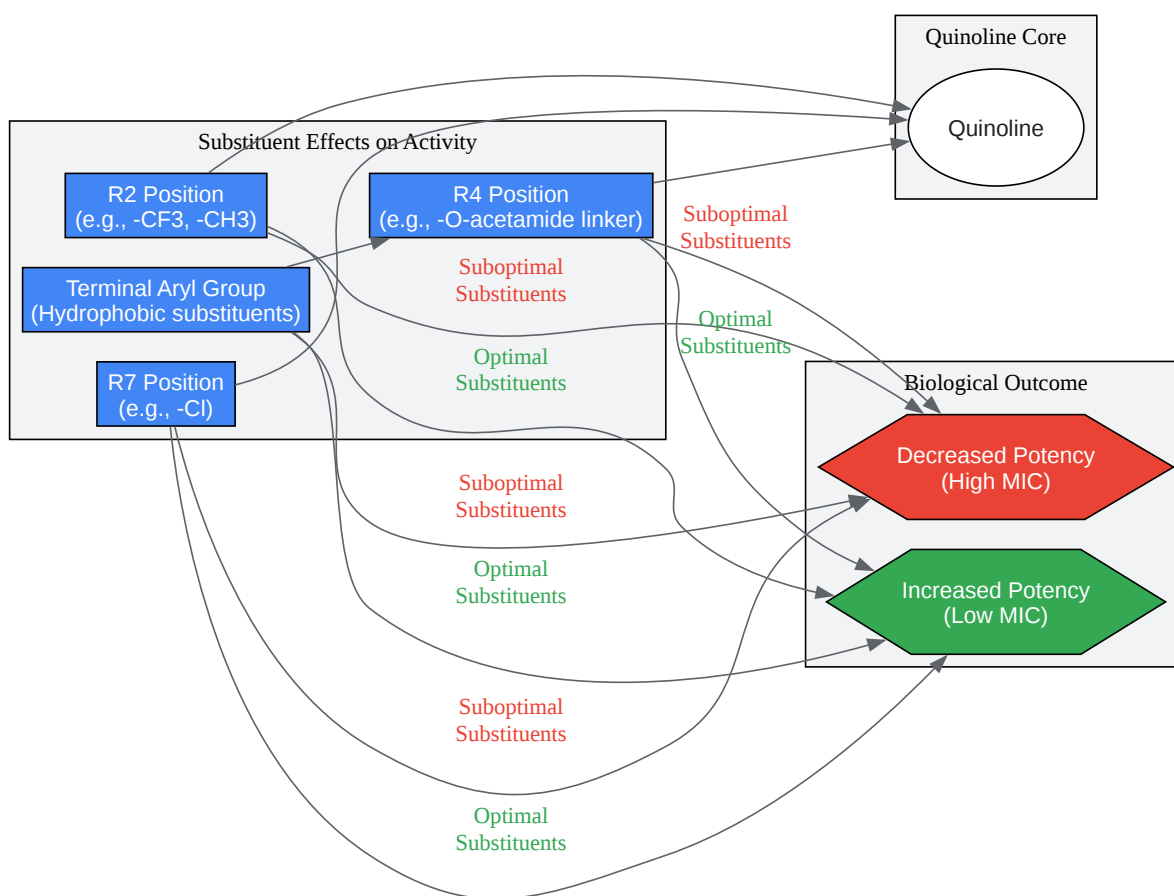 Quinoline Core
Quinoline
Substituent Effects on Activity
R2 Position
(e.g., -CF3, -CH3)
R4 Position
(e.g., -O-acetamide linker)
Terminal Aryl Group
(Hydrophobic substituents)
R7 Position
(e.g., -Cl)
Suboptimal
Substituents
Suboptimal
Substituents
Optimal
Substituents
Optimal
Substituents
Biological Outcome
Decreased Potency
(High MIC)
Increased Potency
(Low MIC)
Suboptimal
Substituents
Optimal
Substituents
Suboptimal
Substituents
Optimal
Substituents